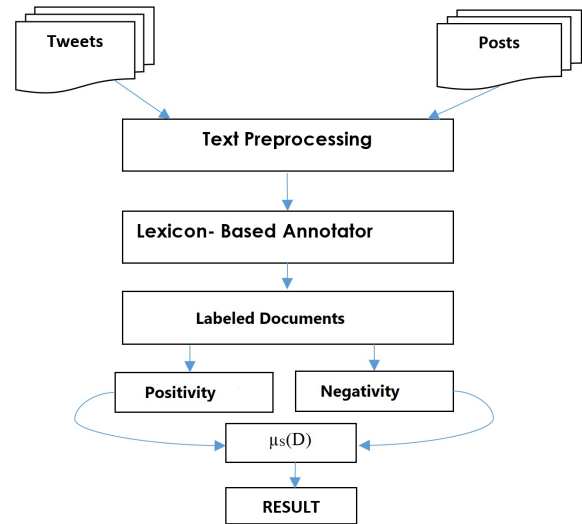 Tweets
Posts
Text Preprocessing
Lexicon- Based Annotator
Labeled Documents
Positivity
Negativity
μs(D)
RESULT